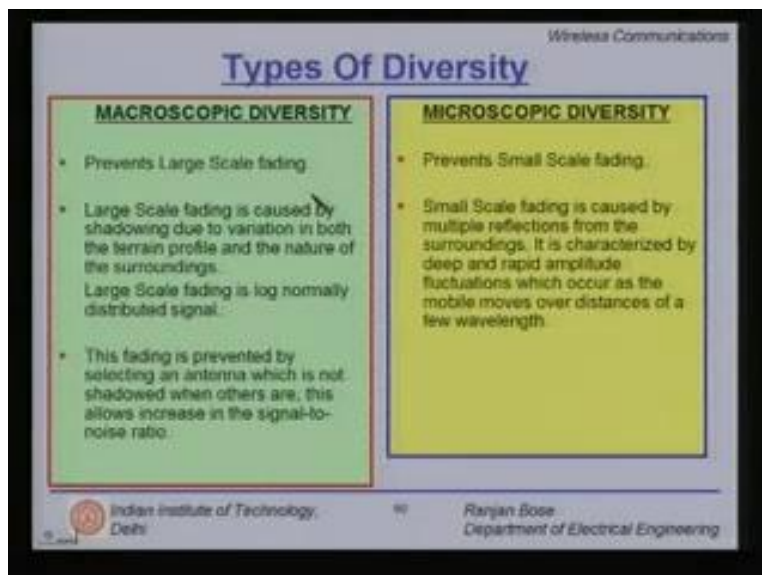 Wireless Communications
Types Of Diversity
MACROSCOPIC DIVERSITY
• Prevents Large Scale fading.
• Large Scale fading is caused by
shadowing due to variation in both
the terrain profile and the nature of
the surroundings.
Large Scale fading is log normally
distributed signal.
• This fading is prevented by
selecting an antenna which is not
shadowed when others are, this
allows increase in the signal-to-
noise ratio.
MICROSCOPIC DIVERSITY
• Prevents Small Scale fading.
• Small Scale fading is caused by
multiple reflections from the
surroundings. It is characterized by
deep and rapid amplitude
fluctuations which occur as the
mobile moves over distances of a
few wavelength.
Indian Institute of Technology,
Delhi
Ranjan Bose
Department of Electrical Engineering